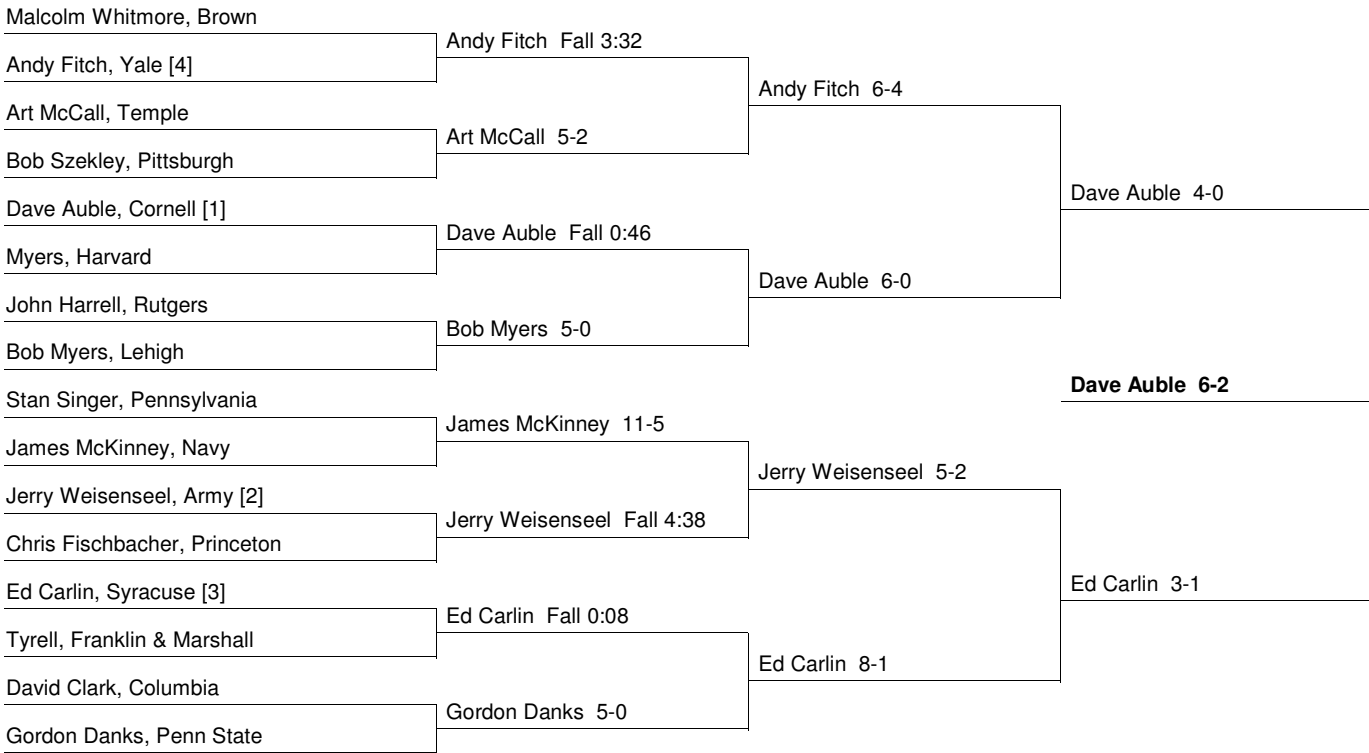 Malcolm Whitmore, Brown
Andy Fitch, Yale [4]
Art McCall, Temple
Bob Szekley, Pittsburgh
Dave Auble, Cornell [1]
Myers, Harvard
John Harrell, Rutgers
Bob Myers, Lehigh
Stan Singer, Pennsylvania
James McKinney, Navy
Jerry Weisenseel, Army [2]
Chris Fischbacher, Princeton
Ed Carlin, Syracuse [3]
Tyrell, Franklin & Marshall
David Clark, Columbia
Gordon Danks, Penn State
Andy Fitch  Fall 3:32
Art McCall  5-2
Dave Auble  Fall 0:46
Bob Myers  5-0
James McKinney  11-5
Jerry Weisenseel  Fall 4:38
Ed Carlin  Fall 0:08
Gordon Danks  5-0
Andy Fitch  6-4
Dave Auble  6-0
Jerry Weisenseel  5-2
Ed Carlin  8-1
Dave Auble  4-0
Dave Auble  6-2
Ed Carlin  3-1